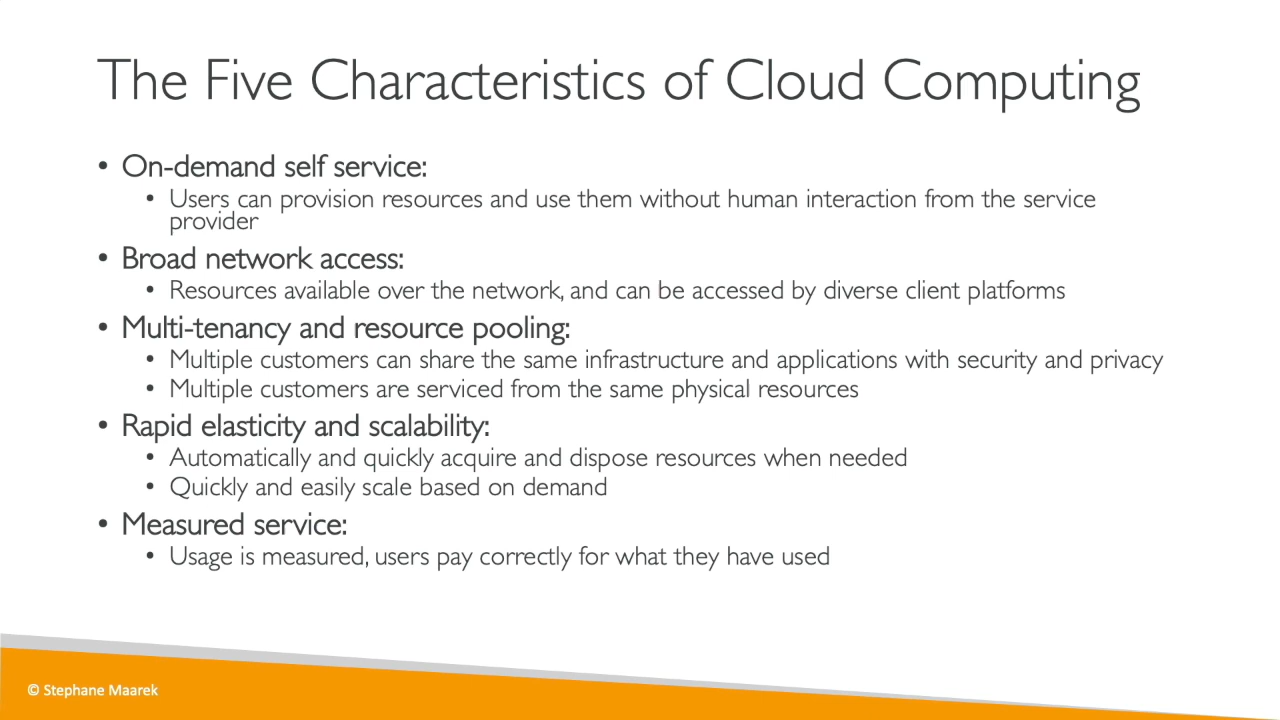 The Five Characteristics of Cloud Computing
• On-demand self service:
• Users can provision resources and use them without human interaction from the service
provider
• Broad network access:
• Resources available over the network, and can be accessed by diverse client platforms
• Multi-tenancy and resource pooling:
• Multiple customers can share the same infrastructure and applications with security and privacy
• Multiple customers are serviced from the same physical resources
• Rapid elasticity and scalability:
• Automatically and quickly acquire and dispose resources when needed
• Quickly and easily scale based on demand
• Measured service:
• Usage is measured, users pay correctly for what they have used
© Stephane Maarek